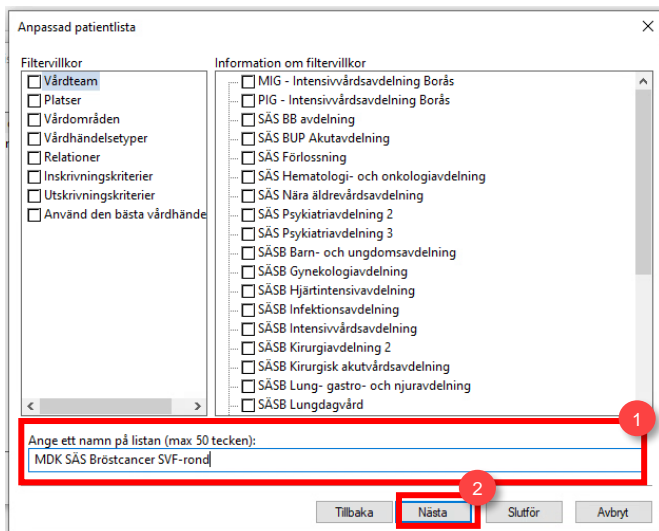 Anpassad patientlista
Filtervillkor
Vårdteam
Platser
Vårdområden
Vårdhändelsetyper
Relationer
Inskrivningskriterier
Utskrivningskriterier
Använd den bästa vårdhände
Information om filtervillkor
MIG - Intensivvårdsavdelning Borås
PIG - Intensivvårdsavdelning Borås
SÄS BB avdelning
SÄS BUP Akutavdelning
SÄS Förlossning
SÄS Hematologi- och onkologiavdelning
SÄS Nära äldrevårdsavdelning
SÄS Psykiatriavdelning 2
SÄS Psykiatriavdelning 3
SÄSB Barn- och ungdomsavdelning
SÄSB Gynekologiavdelning
SÄSB Hjärtintensivavdelning
SÄSB Infektionsavdelning
SÄSB Intensivvårdsavdelning
SÄSB Kirurgiavdelning 2
SÄSB Kirurgisk akutvårdsavdelning
SÄSB Lung- gastro- och njuravdelning
SÄSB Lungdagvård
1
Ange ett namn på listan (max 50 tecken):
MDK SÄS Bröstcancer SVF-rond
2
Tillbaka Nästa Slutför Avbryt